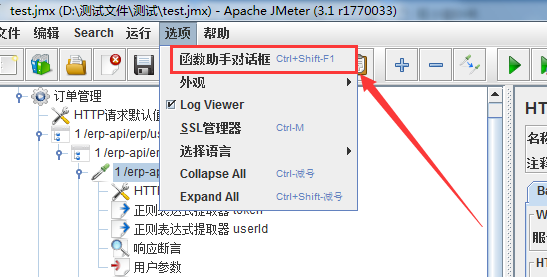 test.jmx (D:\测试文件\测试\test.jmx) - Apache JMeter (3.1 r1770033)
文件 编辑 Search 运行 选项 帮助
函数助手对话框 Ctrl+Shift-F1
外观
Log Viewer
SSL管理器 Ctrl-M
选择语言
Collapse All Ctrl-减号
Expand All Ctrl+Shift-减号
订单管理
HTTP请求默认值
1 /erp-api/erp/us
1 /erp-api/er
1 /erp-ap
HTTP
正则表达式提取器 token
正则表达式提取器 userId
响应断言
用户参数
HT
名称
注释
Ba
W
服
HT